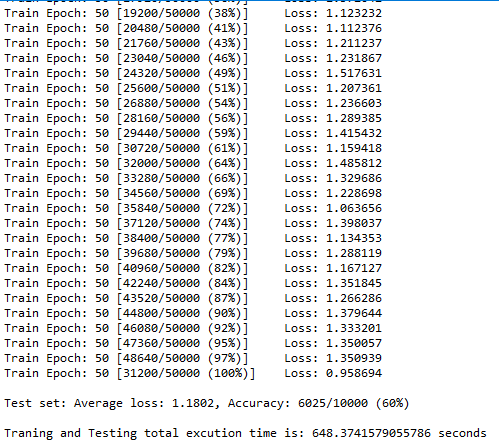 Train Epoch: 50 [19200/50000 (38%)] Loss: 1.123232
Train Epoch: 50 [20480/50000 (41%)] Loss: 1.112376
Train Epoch: 50 [21760/50000 (43%)] Loss: 1.211237
Train Epoch: 50 [23040/50000 (46%)] Loss: 1.231867
Train Epoch: 50 [24320/50000 (49%)] Loss: 1.517631
Train Epoch: 50 [25600/50000 (51%)] Loss: 1.207361
Train Epoch: 50 [26880/50000 (54%)] Loss: 1.236603
Train Epoch: 50 [28160/50000 (56%)] Loss: 1.289385
Train Epoch: 50 [29440/50000 (59%)] Loss: 1.415432
Train Epoch: 50 [30720/50000 (61%)] Loss: 1.159418
Train Epoch: 50 [32000/50000 (64%)] Loss: 1.485812
Train Epoch: 50 [33280/50000 (66%)] Loss: 1.329686
Train Epoch: 50 [34560/50000 (69%)] Loss: 1.228698
Train Epoch: 50 [35840/50000 (72%)] Loss: 1.063656
Train Epoch: 50 [37120/50000 (74%)] Loss: 1.398037
Train Epoch: 50 [38400/50000 (77%)] Loss: 1.134353
Train Epoch: 50 [39680/50000 (79%)] Loss: 1.288119
Train Epoch: 50 [40960/50000 (82%)] Loss: 1.167127
Train Epoch: 50 [42240/50000 (84%)] Loss: 1.351845
Train Epoch: 50 [43520/50000 (87%)] Loss: 1.266286
Train Epoch: 50 [44800/50000 (90%)] Loss: 1.379644
Train Epoch: 50 [46080/50000 (92%)] Loss: 1.333201
Train Epoch: 50 [47360/50000 (95%)] Loss: 1.350057
Train Epoch: 50 [48640/50000 (97%)] Loss: 1.350939
Train Epoch: 50 [31200/50000 (100%)] Loss: 0.958694
Test set: Average loss: 1.1802, Accuracy: 6025/10000 (60%)
Traning and Testing total excution time is: 648.3741579055786 seconds